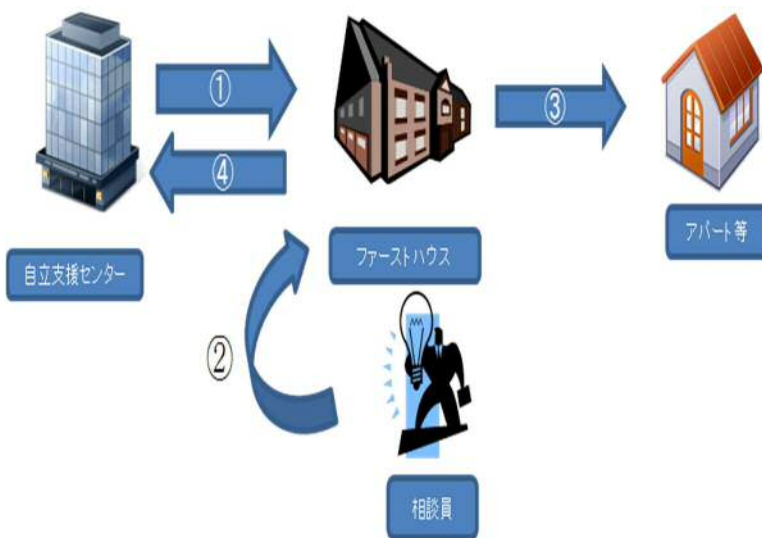 ①
③
④
自立支援センター
ファーストハウス
アパート等
②
相談員